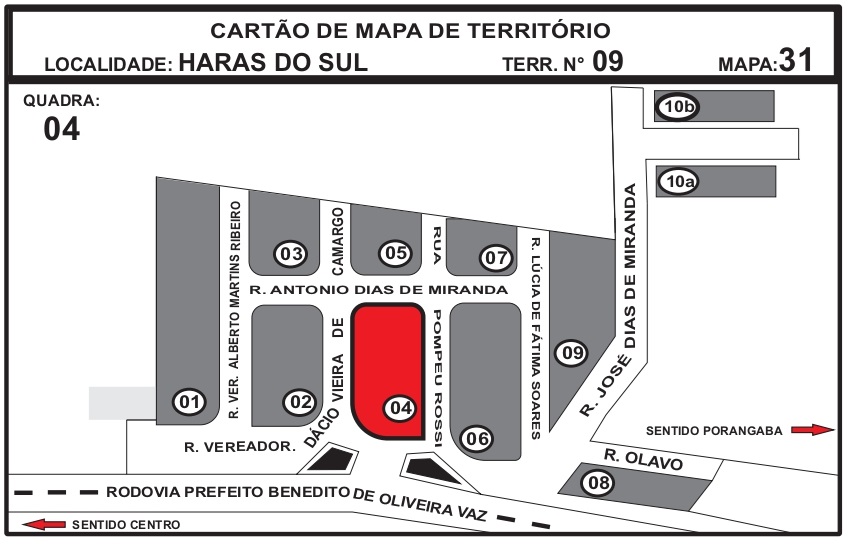 CARTÃO DE MAPA DE TERRITÓRIO
LOCALIDADE: HARAS DO SUL TERR. N° 09 MAPA:31
QUADRA:
04
10b
10a
R. VER. ALBERTO MARTINS RIBEIRO
03
05
RUA
07
R. ANTONIO DIAS DE MIRANDA
R. LÚCIA DE FÁTIMA SOARES
R. JOSÉ DIAS DE MIRANDA
01
02
04
POMPEU ROSSI
06
09
R. VEREADOR. DÁCIO VIEIRA DE CAMARGO
SENTIDO PORANGABA
R. OLAVO
08
RODOVIA PREFEITO BENEDITO DE OLIVEIRA VAZ
SENTIDO CENTRO